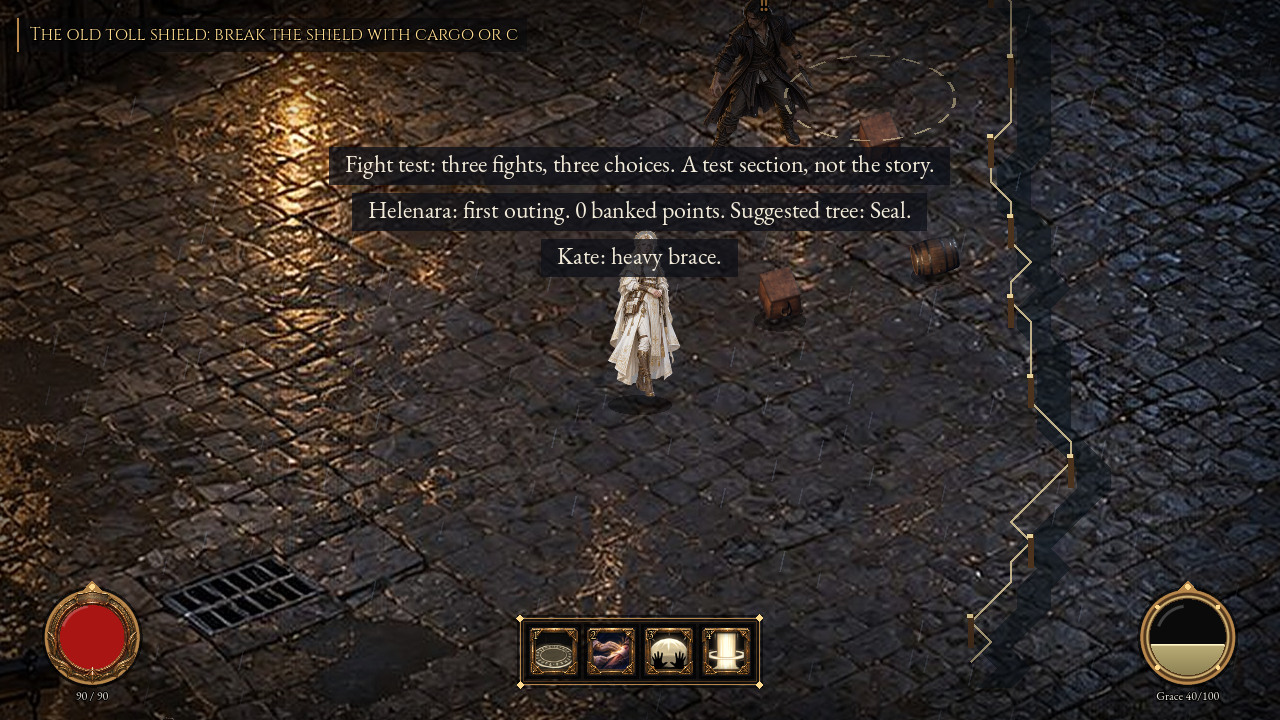 The old toll shield: break the shield with cargo or c
!!
Fight test: three fights, three choices. A test section, not the story.
Helenara: first outing. 0 banked points. Suggested tree: Seal.
Kate: heavy brace.
2
90 / 90
Grace 40/100